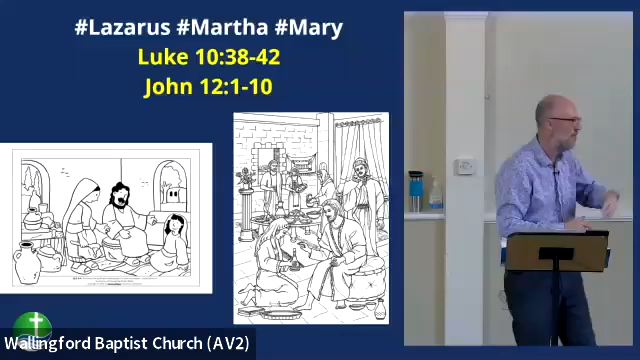 #Lazarus #Martha #Mary
Luke 10:38-42
John 12:1-10
Wallingford Baptist Church (AV2)